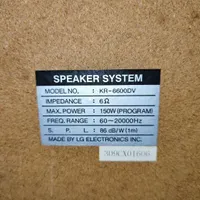 SPEAKER SYSTEM
MODEL NO. : KR-6600DV
IMPEDANCE : 6Ω
MAX. POWER : 150W (PROGRAM)
FREQ. RANGE : 60~20000Hz
S. P. L. : 86 dB/W (1m)
MADE BY LG ELECTRONICS INC.